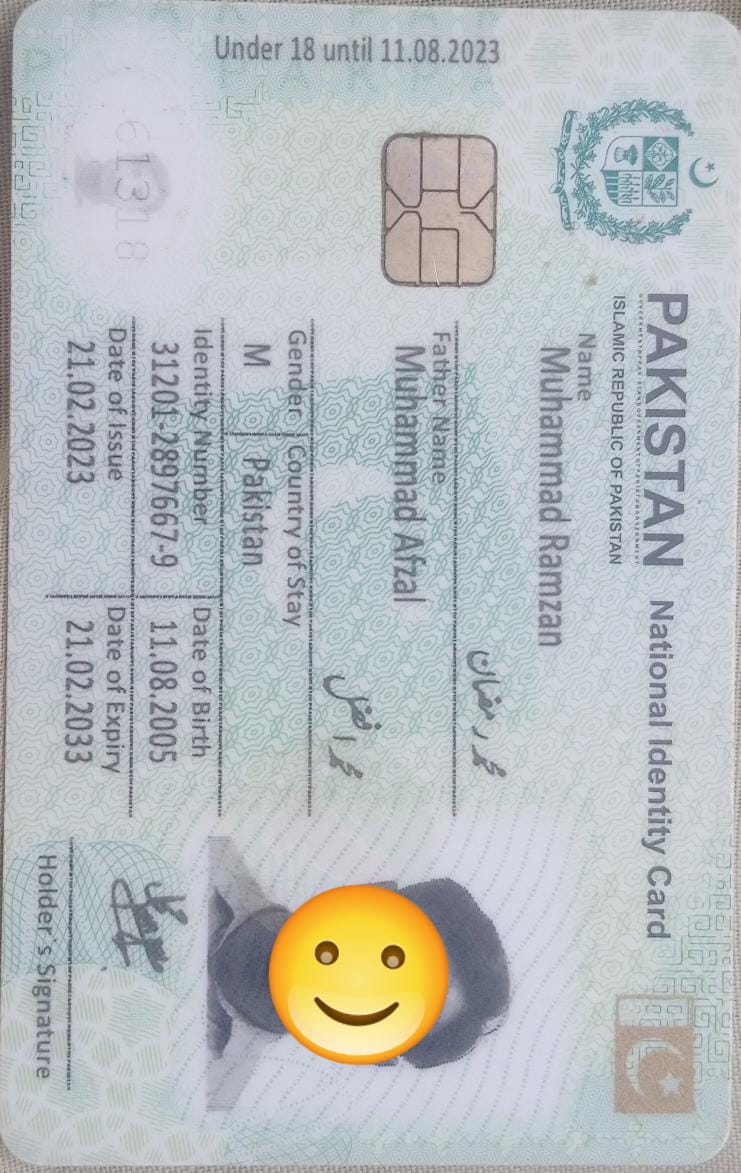 Under 18 until 11.08.2023
PAKISTAN National Identity Card
ISLAMIC REPUBLIC OF PAKISTAN
Name
Muhammad Ramzan
محمد رمضان
Father Name
Muhammad Afzal
محمد افضل
Gender Country of Stay
M Pakistan
Identity Number Date of Birth
31201-2897667-9 11.08.2005
Date of Issue Date of Expiry
21.02.2023 21.02.2033
Holder's Signature
61318